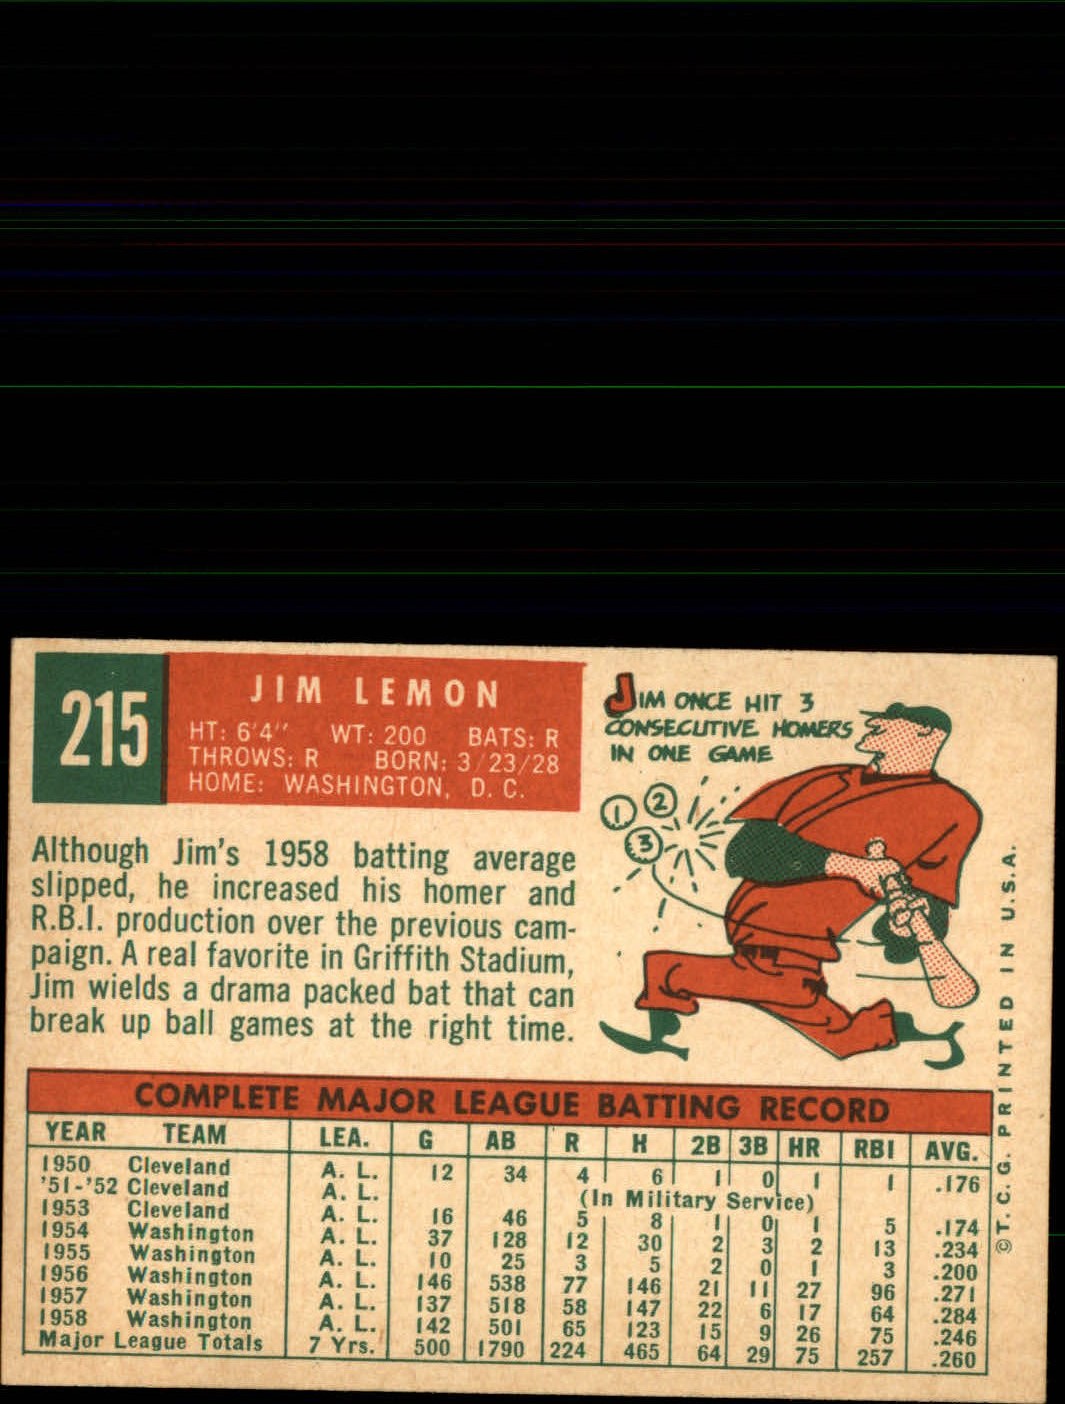 215
JIM LEMON
HT: 6'4" WT: 200 BATS: R
THROWS: R BORN: 3/23/28
HOME: WASHINGTON, D. C.
JIM ONCE HIT 3
CONSECUTIVE HOMERS
IN ONE GAME
1 2
3
Although Jim's 1958 batting average
slipped, he increased his homer and
R.B.I. production over the previous cam-
paign. A real favorite in Griffith Stadium,
Jim wields a drama packed bat that can
break up ball games at the right time.
COMPLETE MAJOR LEAGUE BATTING RECORD
YEAR TEAM LEA. G AB R H 2B 3B HR RBI AVG.
1950 Cleveland A. L. 12 34 4 6 1 0 1 1 .176
'51-'52 Cleveland A. L. (In Military Service)
1953 Cleveland A. L. 16 46 5 8 1 0 1 5 .174
1954 Washington A. L. 37 128 12 30 2 3 2 13 .234
1955 Washington A. L. 10 25 3 5 2 0 1 3 .200
1956 Washington A. L. 146 538 77 146 21 11 27 96 .271
1957 Washington A. L. 137 518 58 147 22 6 17 64 .284
1958 Washington A. L. 142 501 65 123 15 9 26 75 .246
Major League Totals 7 Yrs. 500 1790 224 465 64 29 75 257 .260
©T. C. G. PRINTED IN U.S.A.